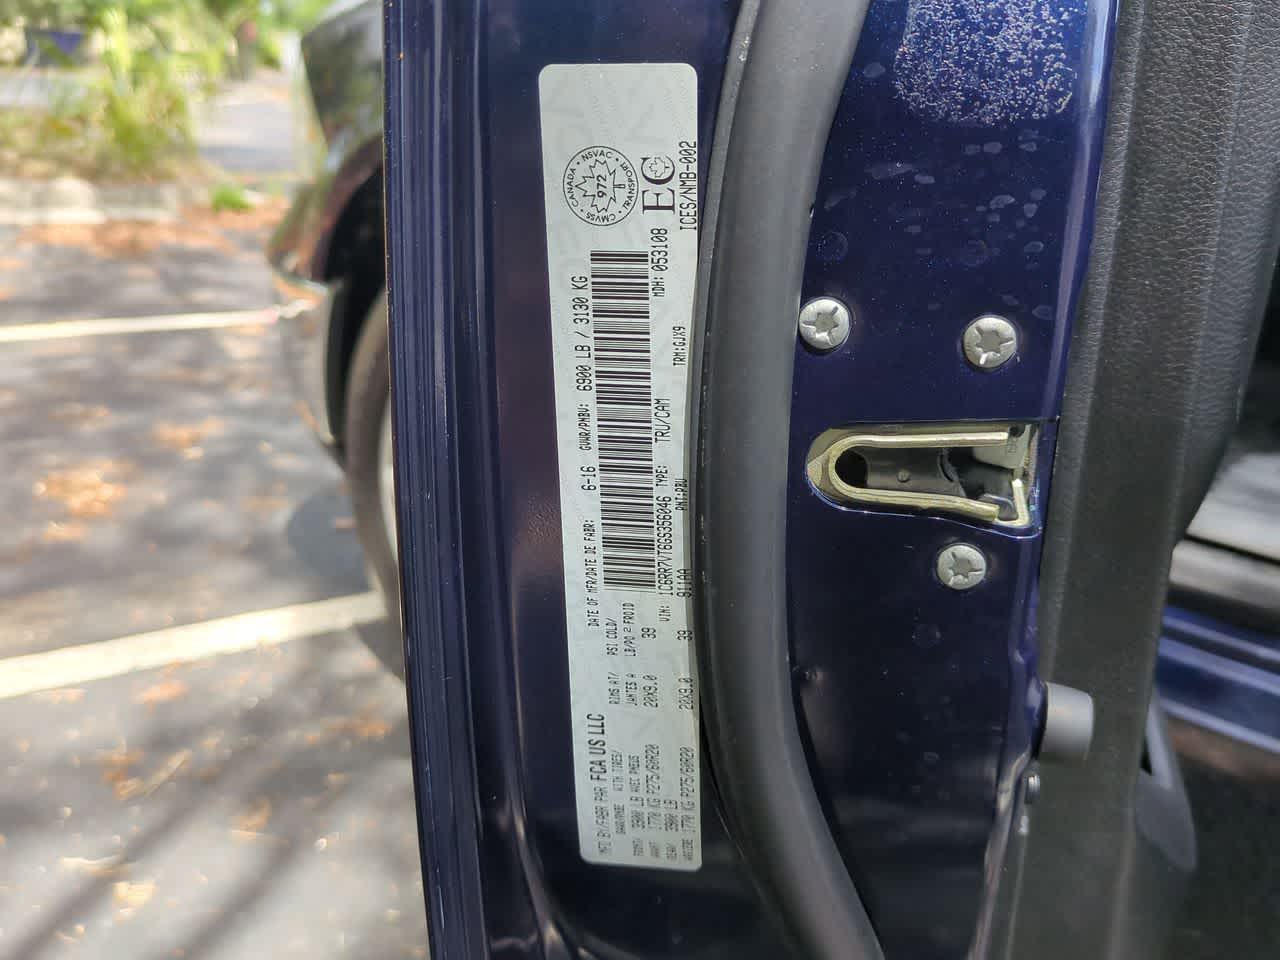 MFD BY/FABR PAR FCA US LLC
DATE OF MFR/DATE DE FABR: 6-16 GVWR/PNBV: 6900 LB / 3130 KG
GAWR/PNBE WITH TIRES/ RIMS AT/ PSI COLD/
FRONT/ 3900 LB AVEC PNEUS JANTES A LB/PO 2 FROID
AVANT 1770 KG P275/60R20 20X9.0 39
REAR/ 3900 LB
ARRIERE 1770 KG P275/60R20 20X9.0 39
VIN: 1C6RR7VT6GS356046 TYPE: TRU/CAM MDH: 053108
911AA PNT:PBU TRM:GJX9
CANADA • NSVAC • TRANSPORT • CMVSS
972
EC
ICES/NMB-002